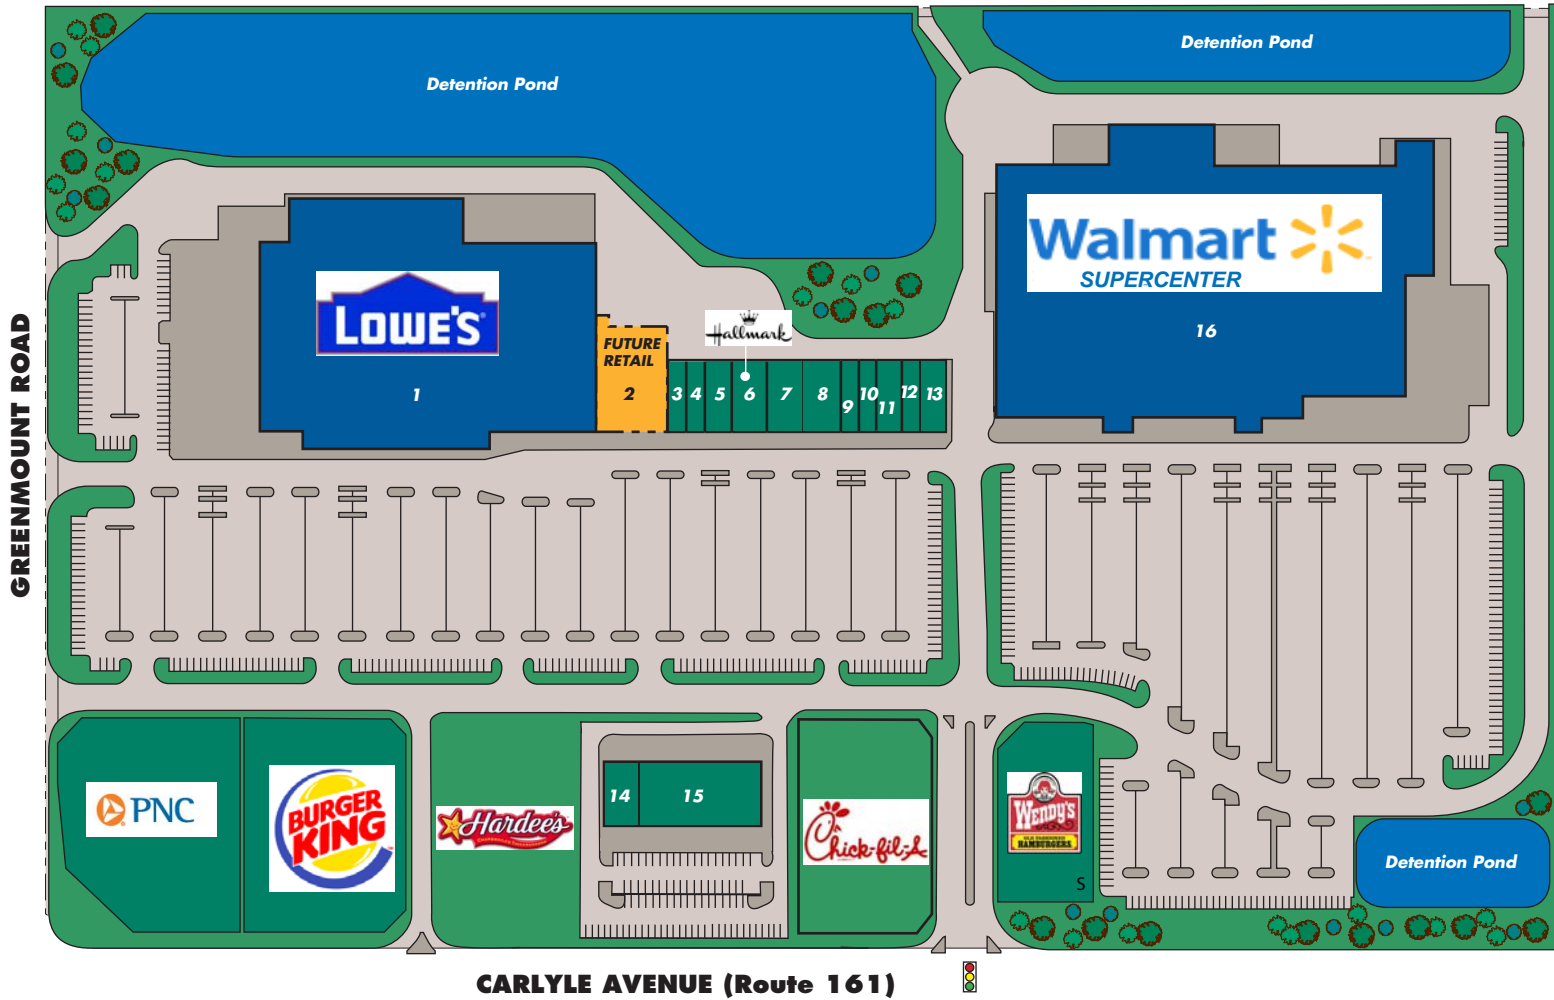 Detention Pond
Detention Pond
Walmart
SUPERCENTER
16
LOWE'S
1
FUTURE
RETAIL
2
Hallmark
3
4
5
6
7
8
9
10
11
12
13
GREENMOUNT ROAD
PNC
BURGER
KING
Hardee's
14
15
Chick-fil-A
WENDY'S
OLD FASHIONED
HAMBURGERS
S
Detention Pond
CARLYLE AVENUE (Route 161)